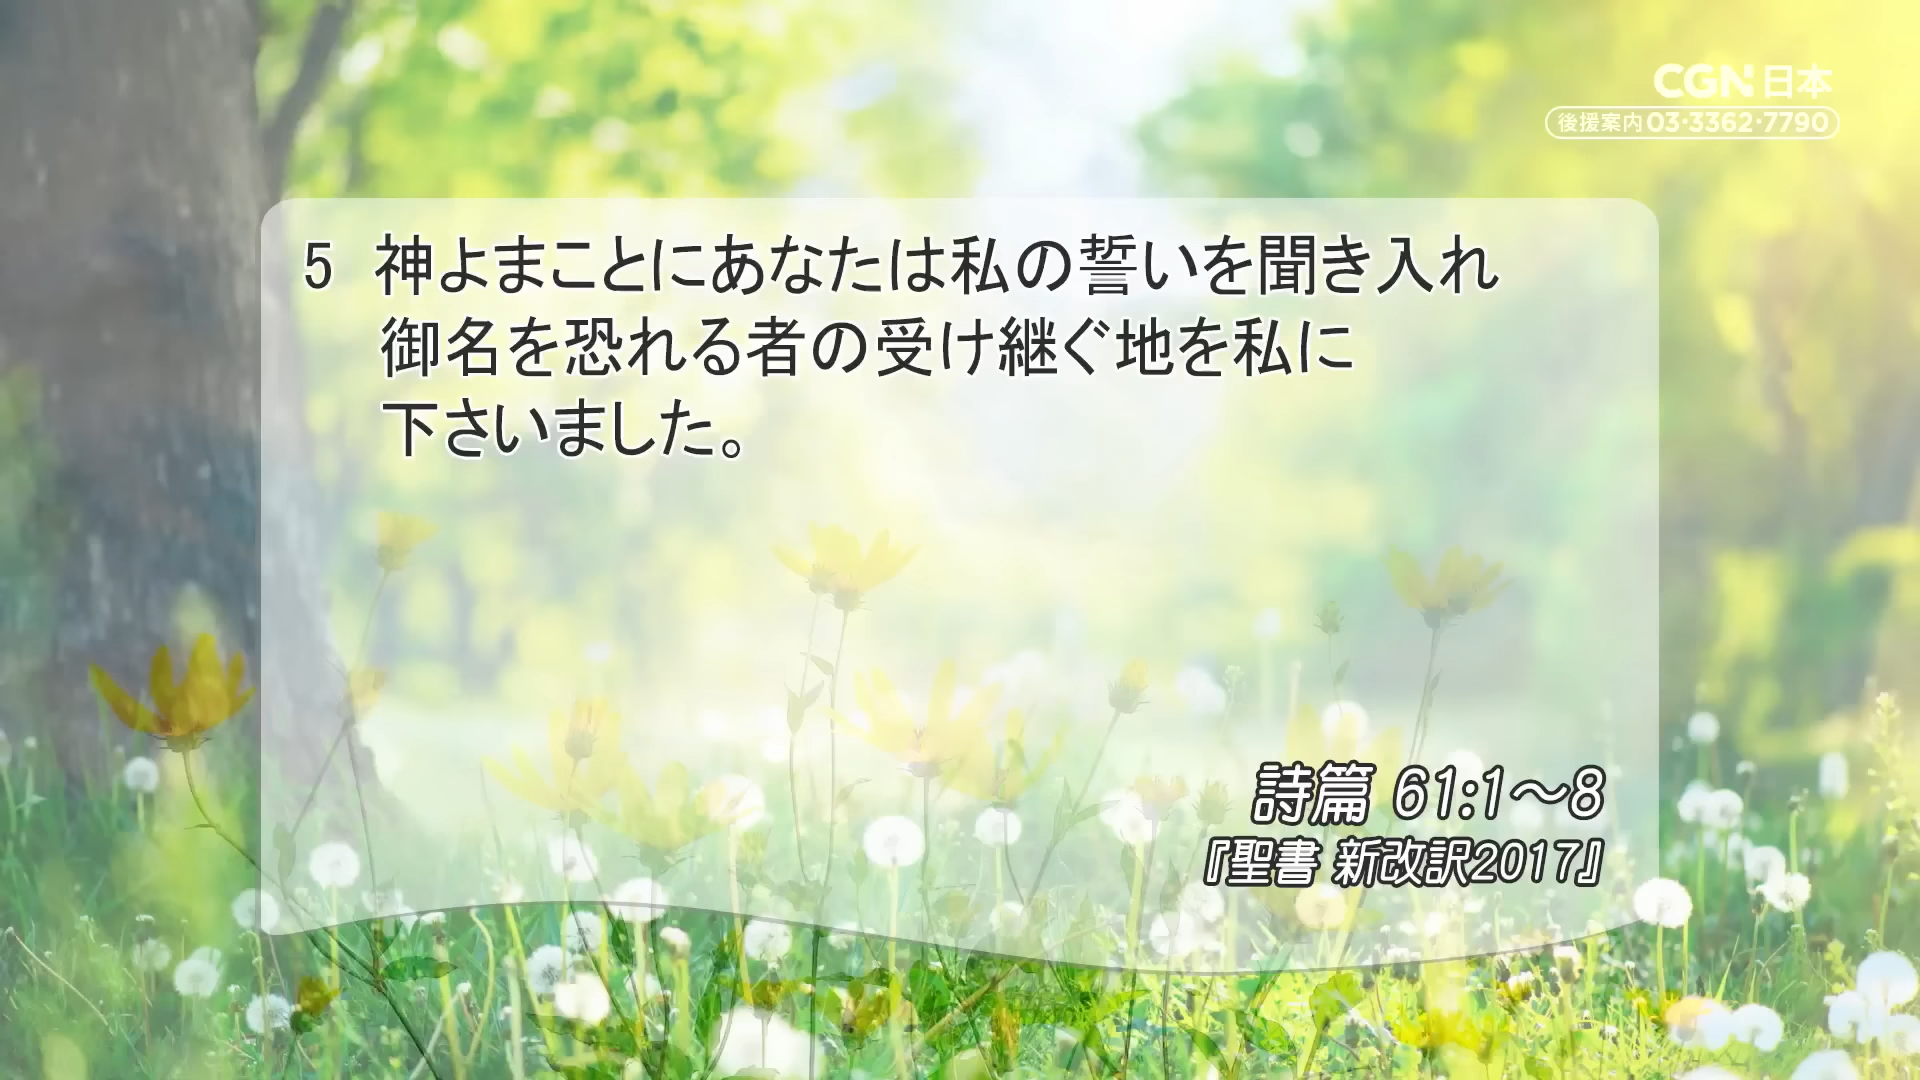 CGN日本
後援案内03・3362・7790
5 神よまことにあなたは私の誓いを聞き入れ
御名を恐れる者の受け継ぐ地を私に
下さいました。
詩篇 61:1～8
『聖書 新改訳2017』